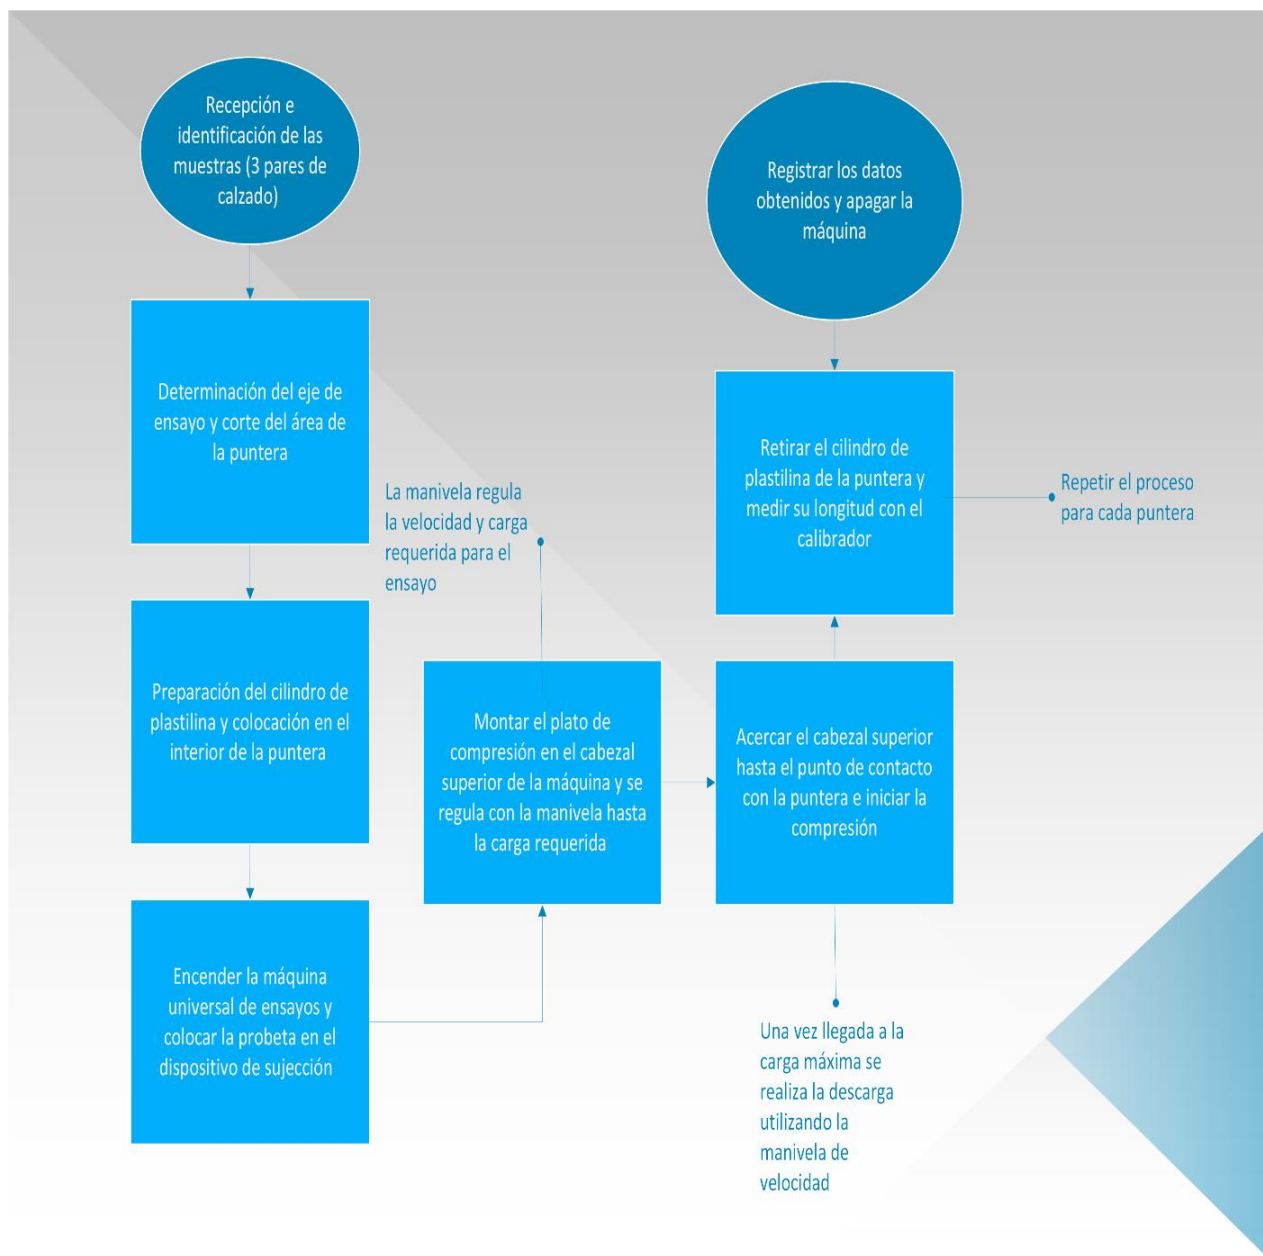 Recepción e
identificación de las
muestras (3 pares de
calzado)
Determinación del eje de
ensayo y corte del área de
la puntera
Preparación del cilindro de
plastilina y colocación en el
interior de la puntera
Encender la máquina
universal de ensayos y
colocar la probeta en el
dispositivo de sujección
La manivela regula
la velocidad y carga
requerida para el
ensayo
Montar el plato de
compresión en el cabezal
superior de la máquina y se
regula con la manivela hasta
la carga requerida
Acercar el cabezal superior
hasta el punto de contacto
con la puntera e iniciar la
compresión
Una vez llegada a la
carga máxima se
realiza la descarga
utilizando la
manivela de
velocidad
Retirar el cilindro de
plastilina de la puntera y
medir su longitud con el
calibrador
Repetir el proceso
para cada puntera
Registrar los datos
obtenidos y apagar la
máquina